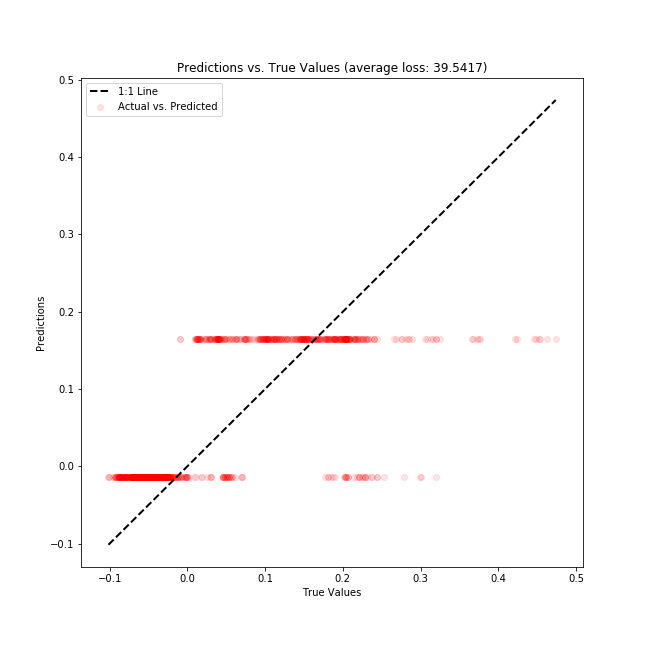 Predictions vs. True Values (average loss: 39.5417)
1:1 Line
Actual vs. Predicted
0.5
0.4
0.3
0.2
0.1
0.0
−0.1
Predictions
−0.1 0.0 0.1 0.2 0.3 0.4 0.5
True Values